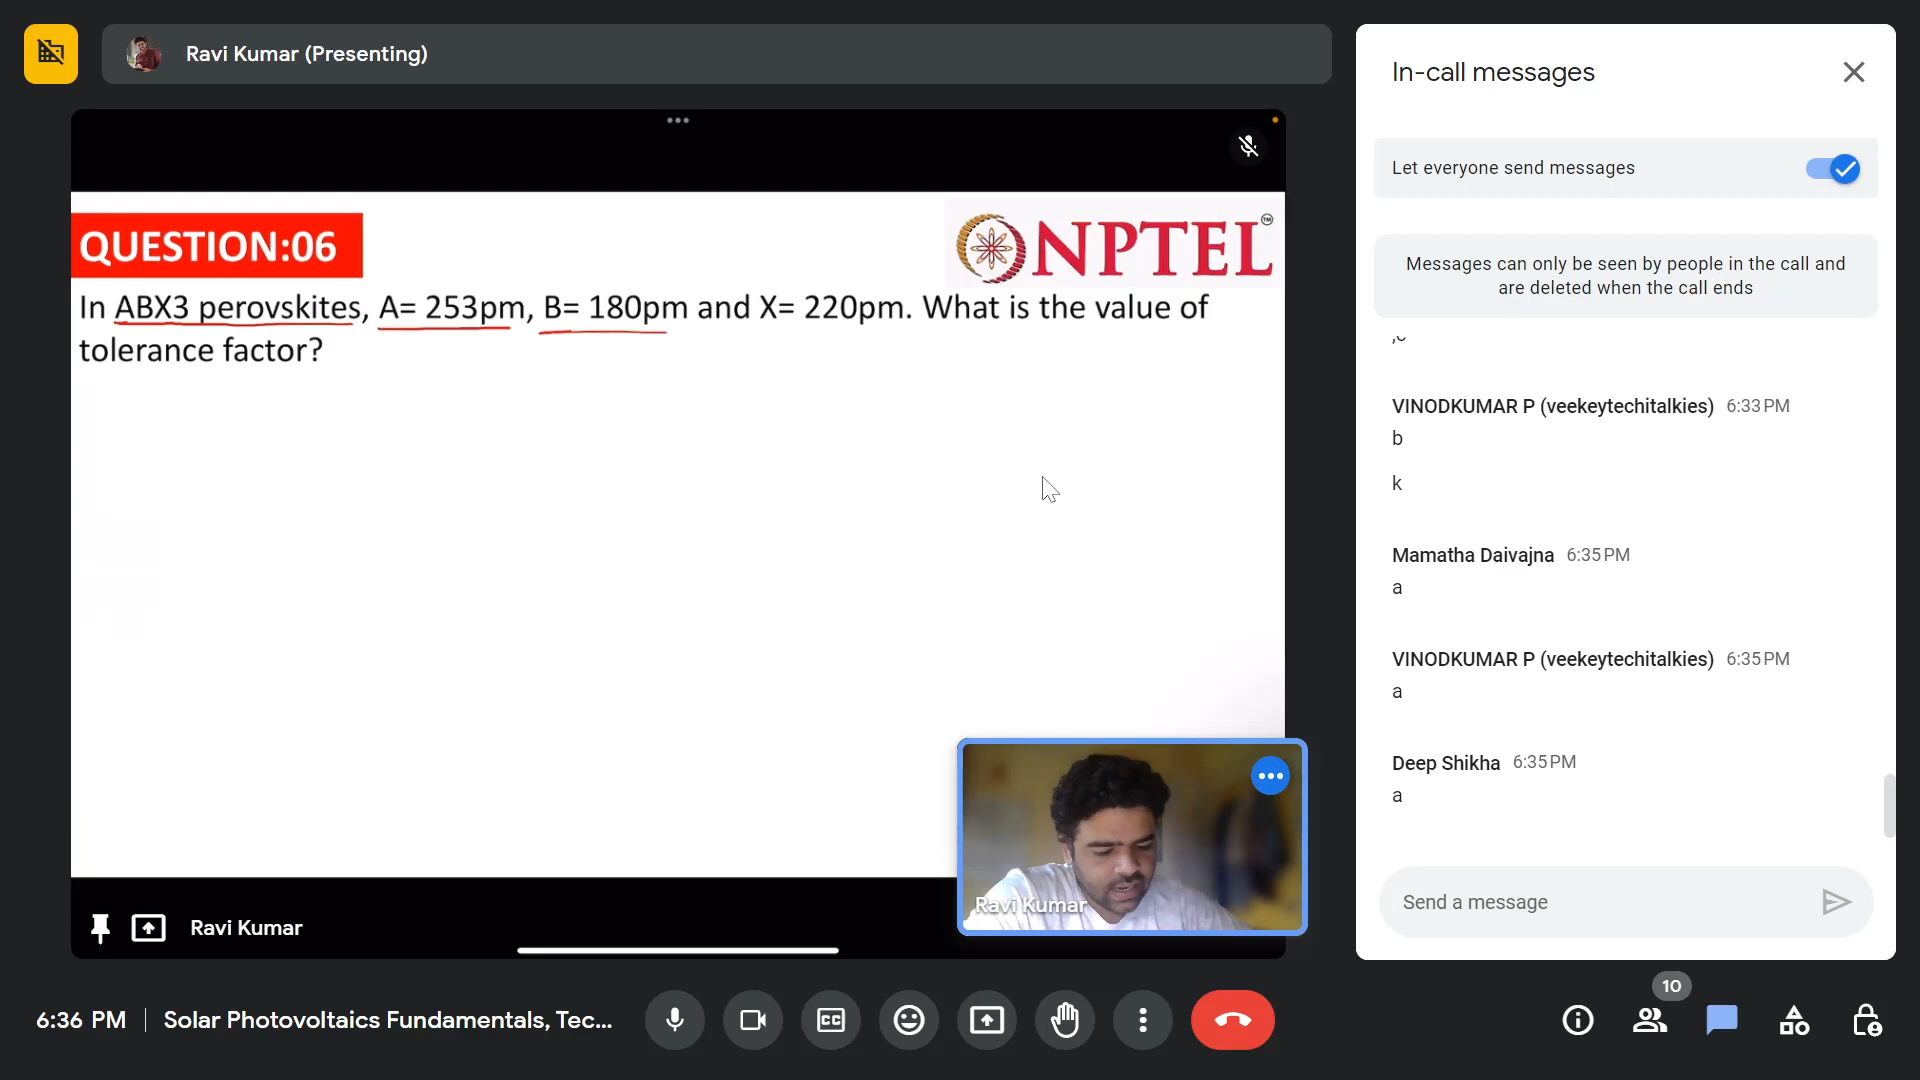 Ravi Kumar (Presenting)
QUESTION:06
NPTEL
TM
In ABX3 perovskites, A= 253pm, B= 180pm and X= 220pm. What is the value of
tolerance factor?
Ravi Kumar
Ravi Kumar
In-call messages
Let everyone send messages
Messages can only be seen by people in the call and
are deleted when the call ends
VINODKUMAR P (veekeytechitalkies) 6:33 PM
b
k
Mamatha Daivajna 6:35 PM
a
VINODKUMAR P (veekeytechitalkies) 6:35 PM
a
Deep Shikha 6:35 PM
a
Send a message
6:36 PM
Solar Photovoltaics Fundamentals, Tec...
CC
10